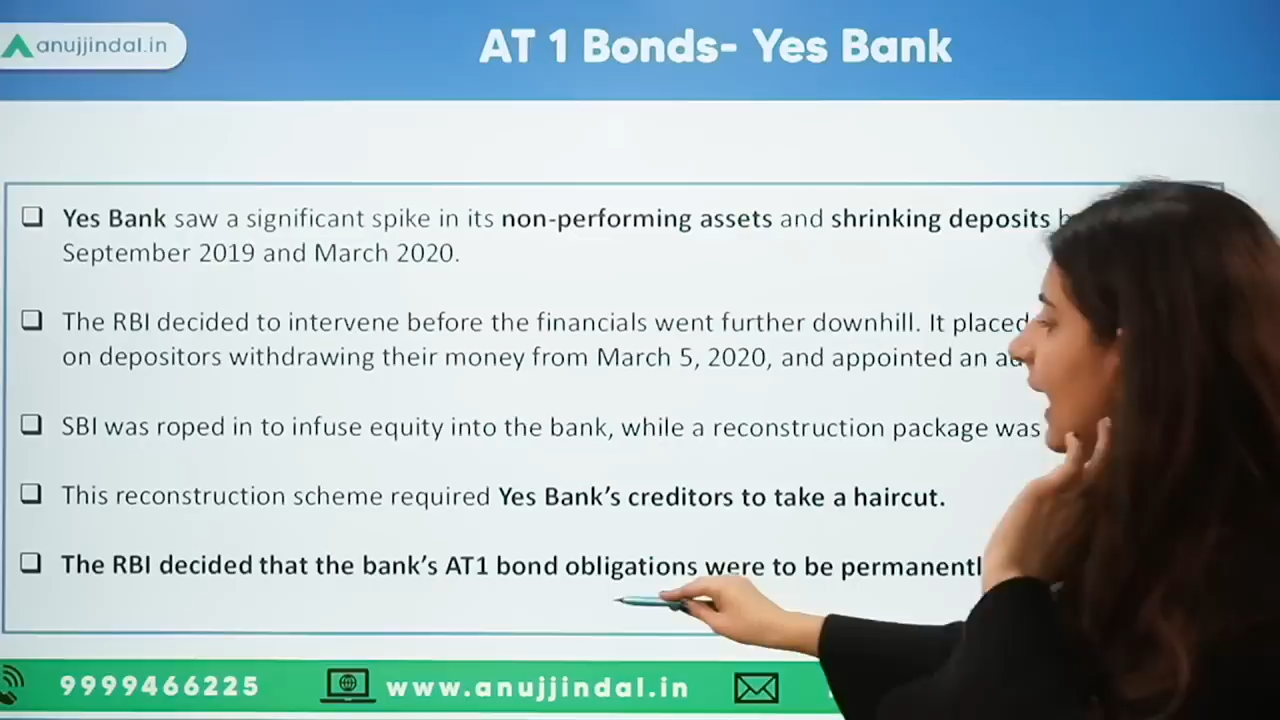 anujjindal.in
AT 1 Bonds- Yes Bank
Yes Bank saw a significant spike in its non-performing assets and shrinking deposits
September 2019 and March 2020.
The RBI decided to intervene before the financials went further downhill. It placed
on depositors withdrawing their money from March 5, 2020, and appointed an
SBI was roped in to infuse equity into the bank, while a reconstruction package was
This reconstruction scheme required Yes Bank’s creditors to take a haircut.
The RBI decided that the bank’s AT1 bond obligations were to be
9999466225 www.anujjindal.in